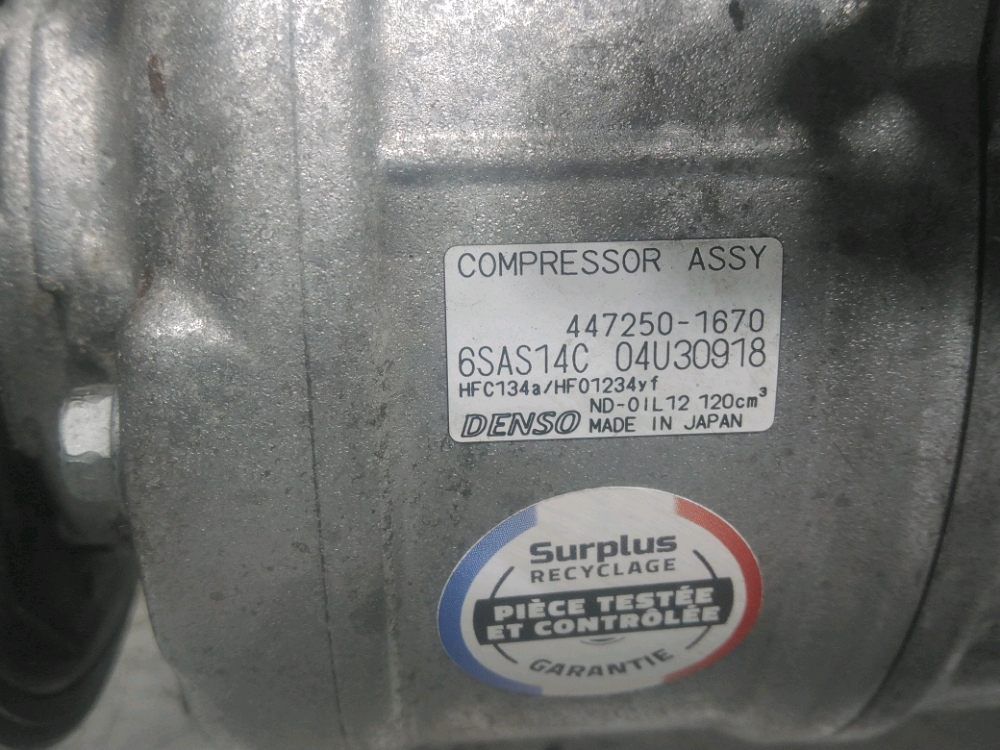 COMPRESSOR ASSY
447250-1670
6SAS14C 04U30918
HFC134a/HFO1234yf
ND-OIL12 120cm³
DENSO MADE IN JAPAN
Surplus
RECYCLAGE
PIÈCE TESTÉE
ET CONTRÔLÉE
GARANTIE